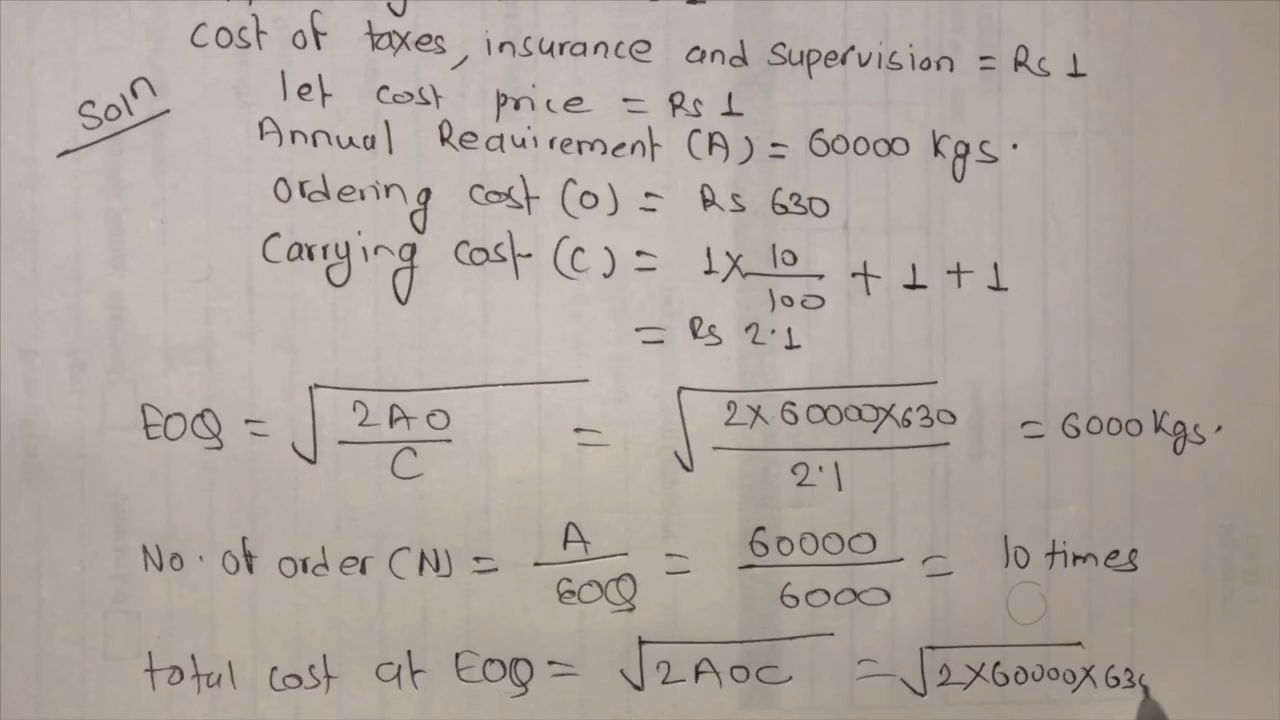 cost of taxes, insurance and supervision = Rs 1
Soln
let cost price = Rs 1
Annual Requirement (A) = 60000 Kgs.
Ordering cost (O) = Rs 630
Carrying cost (C) = 1 x 10/100 + 1 + 1
= Rs 2.1
EOQ = √(2AO/C) = √(2 x 60000 x 630/2.1) = 6000 Kgs.
No. of order (N) = A/EOQ = 60000/6000 = 10 times
total cost at EOQ = √2AOC = √2 x 60000 x 63